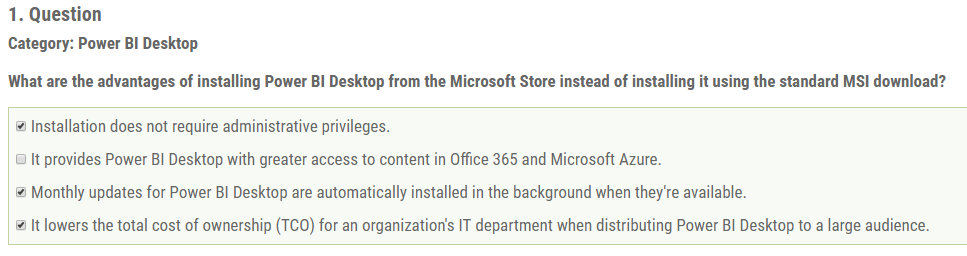 1. Question
Category: Power BI Desktop
What are the advantages of installing Power BI Desktop from the Microsoft Store instead of installing it using the standard MSI download?
Installation does not require administrative privileges.
It provides Power BI Desktop with greater access to content in Office 365 and Microsoft Azure.
Monthly updates for Power BI Desktop are automatically installed in the background when they're available.
It lowers the total cost of ownership (TCO) for an organization's IT department when distributing Power BI Desktop to a large audience.